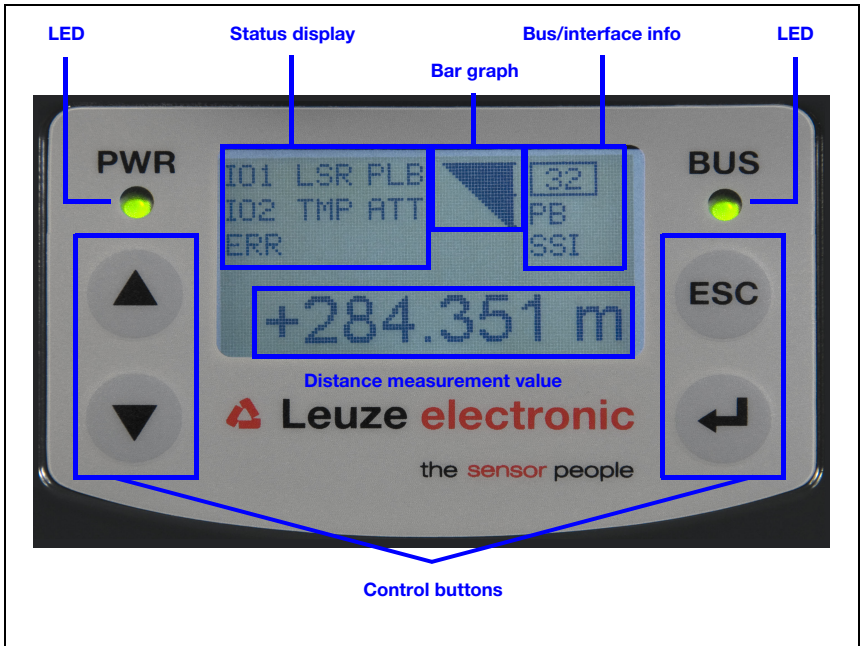 LED
Status display
Bus/interface info
LED
Bar graph
PWR
BUS
IO1 LSR PLB
IO2 TMP ATT
ERR
32
PB
SSI
ESC
+284.351 m
Distance measurement value
Leuze electronic
the sensor people
Control buttons